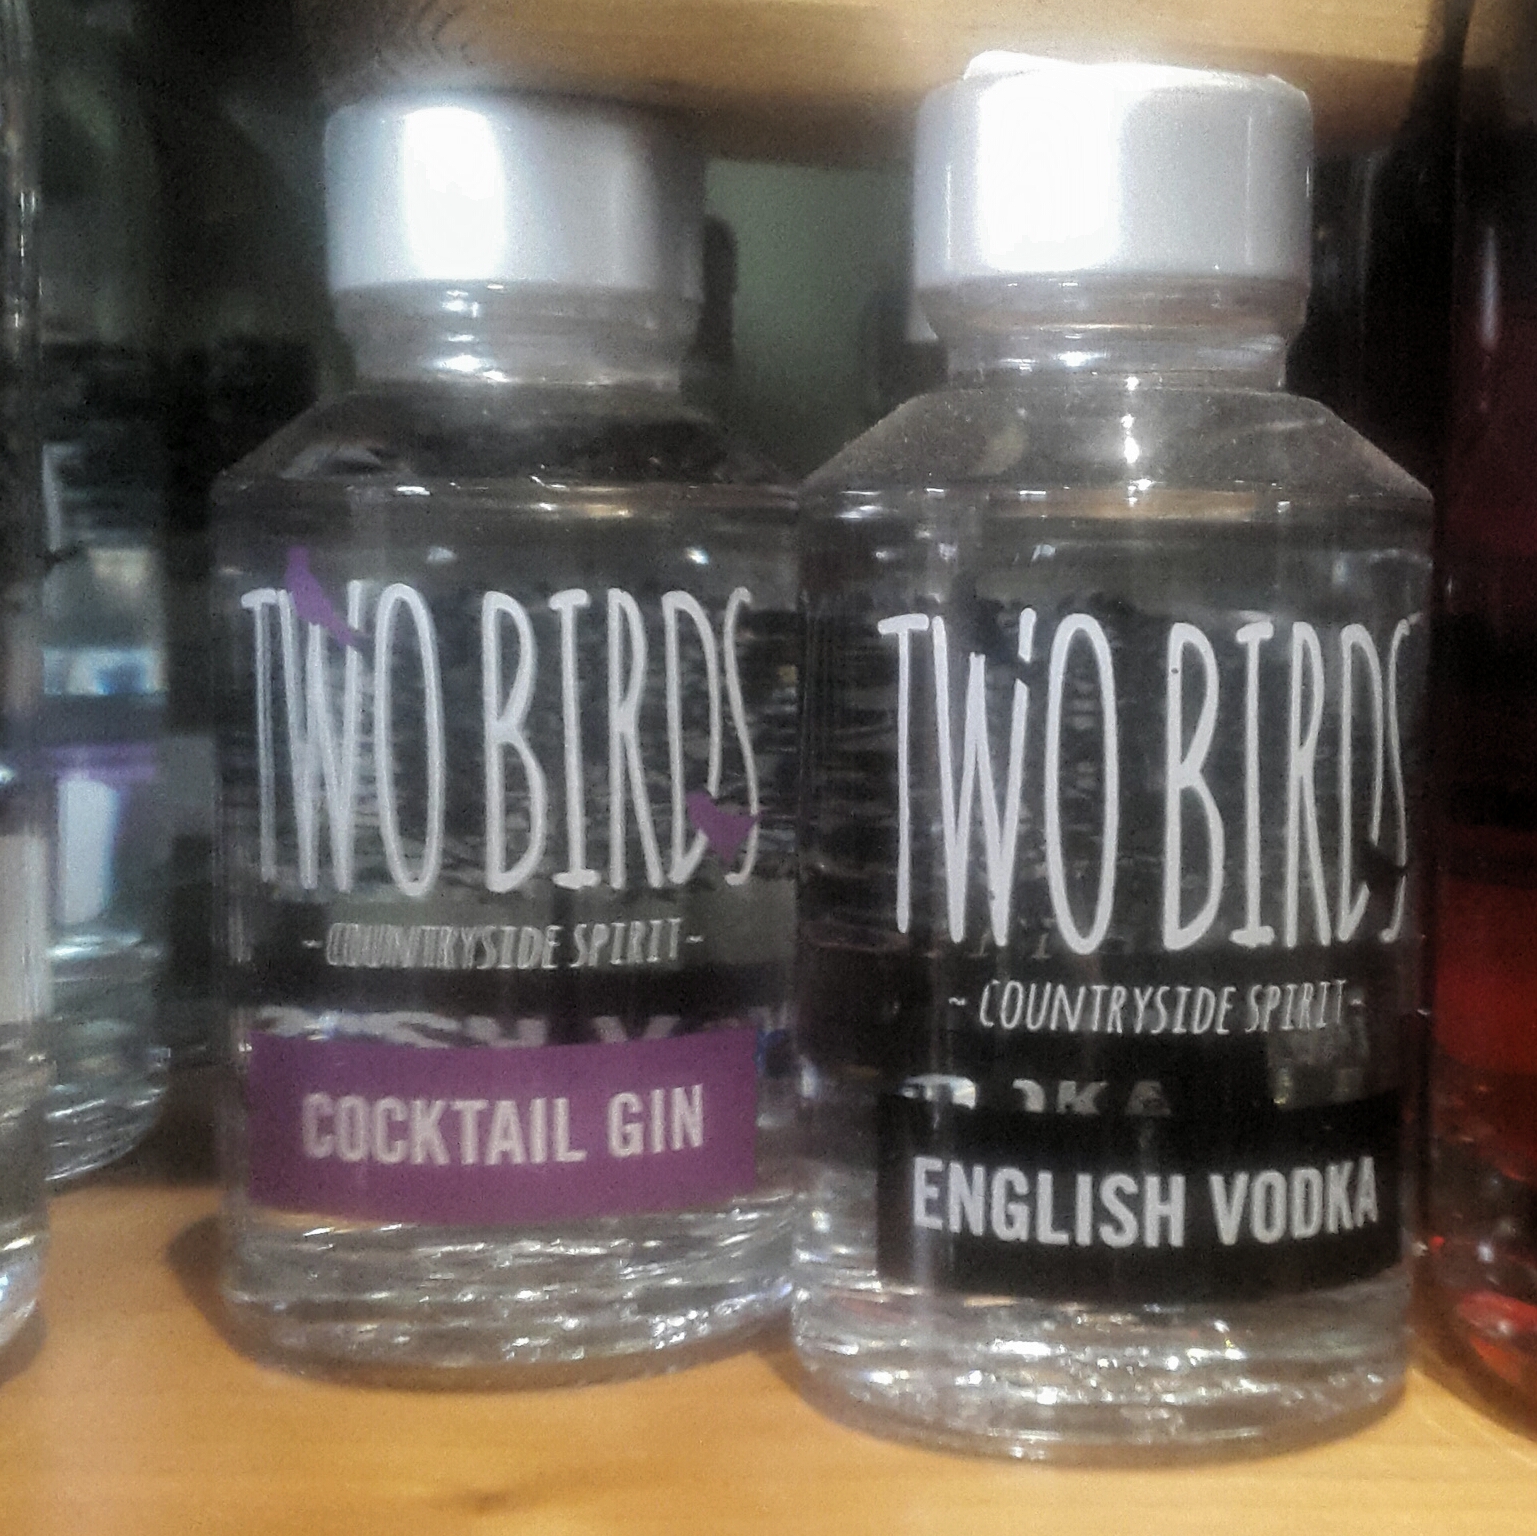 TWO BIRDS
~ COUNTRYSIDE SPIRIT ~
COCKTAIL GIN
TWO BIRDS
~ COUNTRYSIDE SPIRIT ~
ENGLISH VODKA